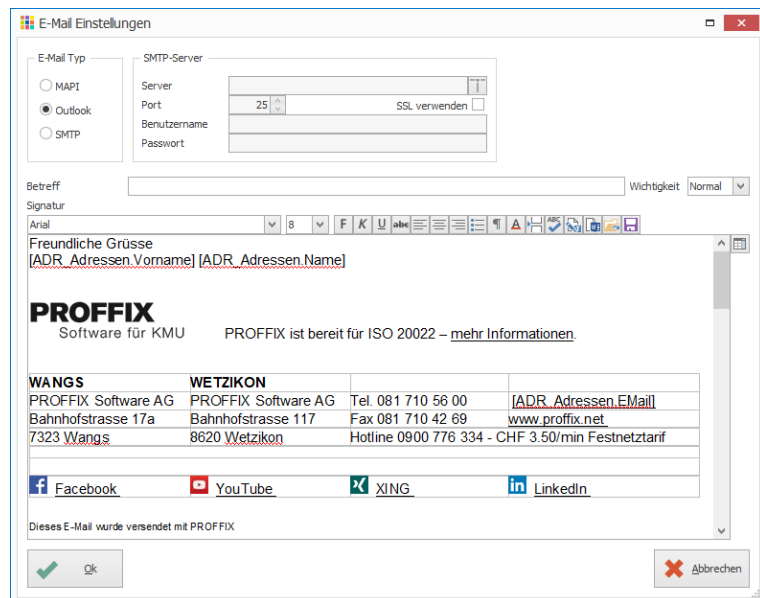 E-Mail Einstellungen
E-Mail Typ
MAPI
Outlook
SMTP
SMTP-Server
Server
Port 25 SSL verwenden
Benutzername
Passwort
Betreff Wichtigkeit Normal
Signatur
Arial 8 F K U abc ¶ A ABC
Freundliche Grüsse
[ADR_Adressen.Vorname] [ADR_Adressen.Name]
PROFFIX
Software für KMU PROFFIX ist bereit für ISO 20022 – mehr Informationen.
WANGS WETZIKON
PROFFIX Software AG PROFFIX Software AG Tel. 081 710 56 00 [ADR_Adressen.EMail]
Bahnhofstrasse 17a Bahnhofstrasse 117 Fax 081 710 42 69 www.proffix.net
7323 Wangs 8620 Wetzikon Hotline 0900 776 334 - CHF 3.50/min Festnetztarif
Facebook YouTube XING LinkedIn
Dieses E-Mail wurde versendet mit PROFFIX
Ok Abbrechen